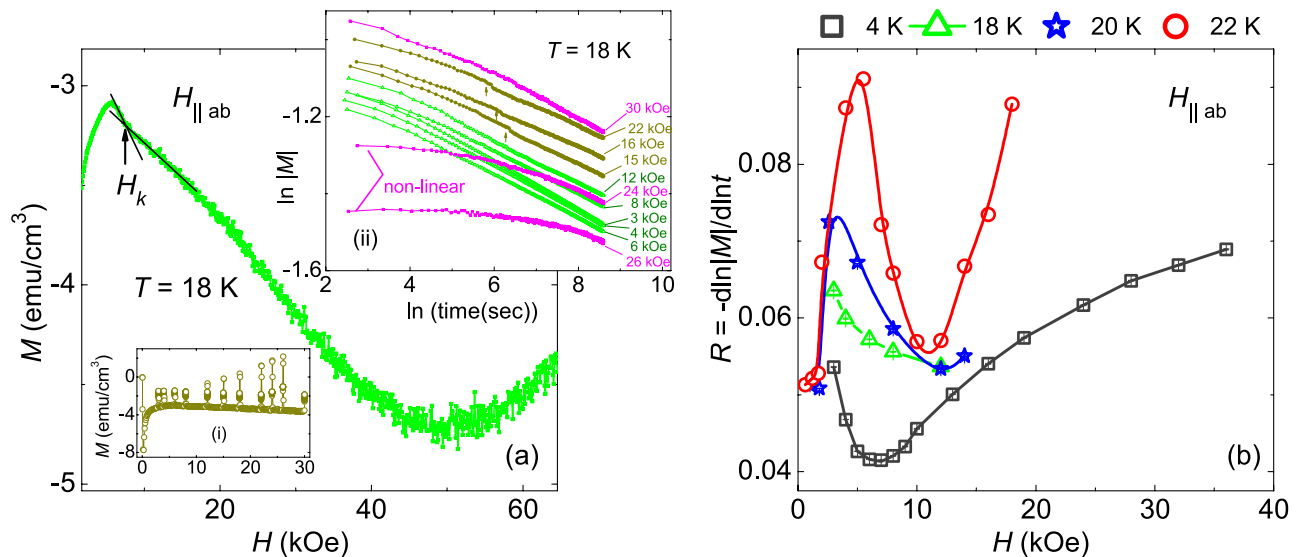 4 K 18 K 20 K 22 K
(a)
M (emu/cm³)
-3
-4
-5
20 40 60
H (kOe)
H∥ ab
Hk
T = 18 K
(i)
M (emu/cm³)
0
-4
-8
0 10 20 30
(ii)
T = 18 K
ln |M|
-1.2
-1.6
2 4 6 8 10
ln (time(sec))
non-linear
30 kOe
22 kOe
16 kOe
15 kOe
12 kOe
24 kOe
8 kOe
3 kOe
4 kOe
6 kOe
26 kOe
(b)
H∥ ab
R = -dln|M|/dlnt
0.08
0.06
0.04
0 10 20 30 40
H (kOe)